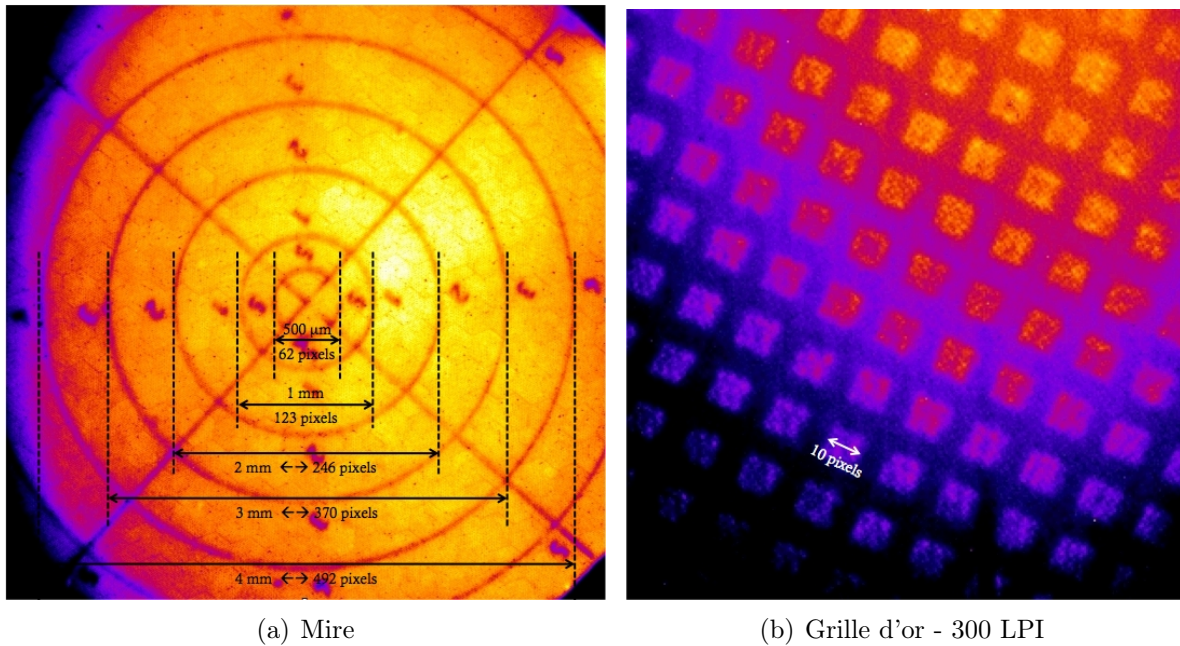 500 µm
62 pixels
1 mm
123 pixels
2 mm ←→ 246 pixels
3 mm ←→ 370 pixels
4 mm ←→ 492 pixels
10 pixels
(a) Mire
(b) Grille d'or - 300 LPI